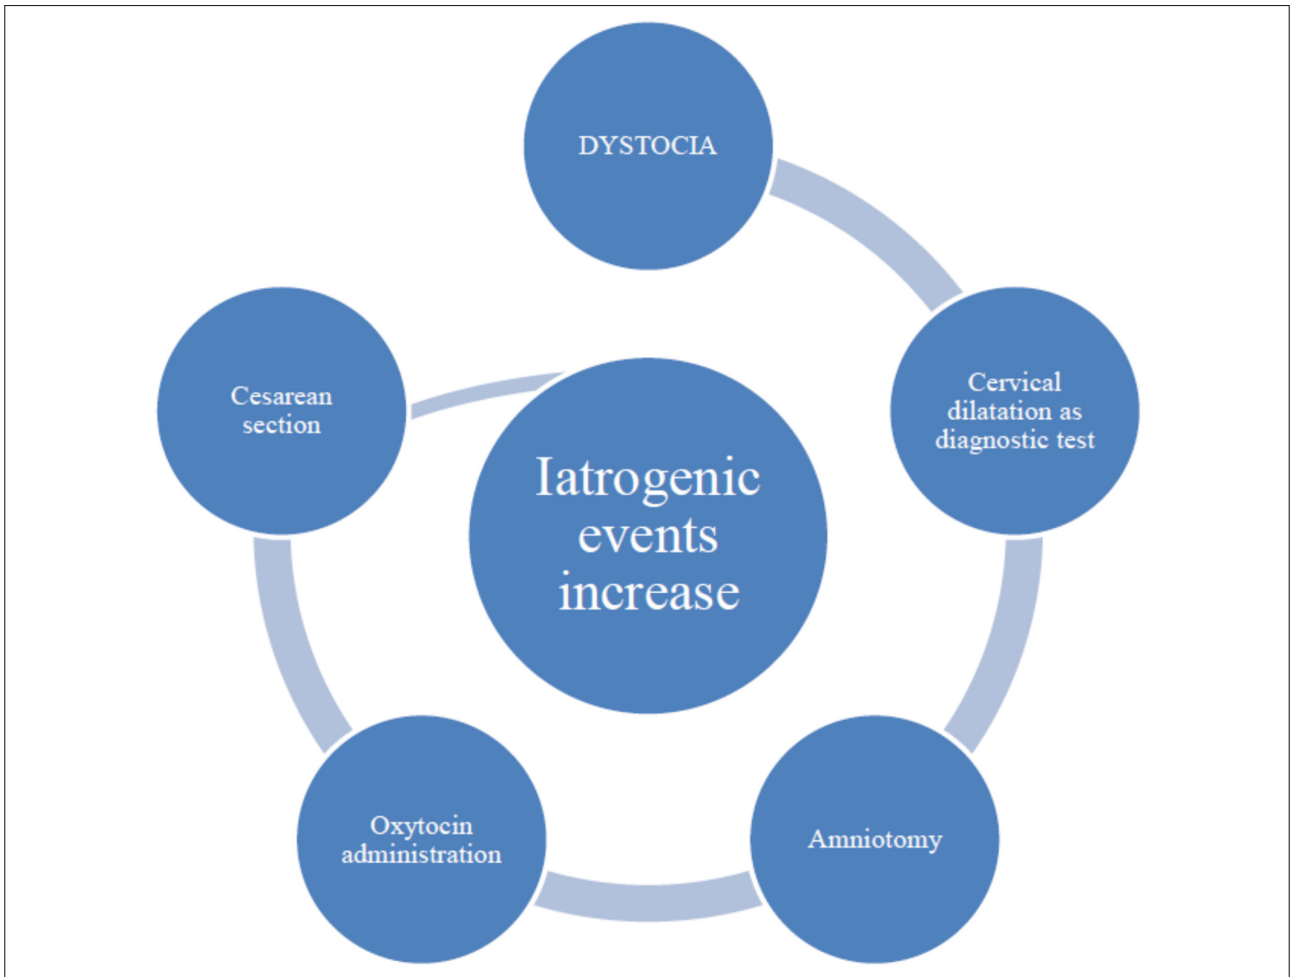 DYSTOCIA
Cervical
dilatation as
diagnostic test
Amniotomy
Oxytocin
administration
Cesarean
section
Iatrogenic
events
increase